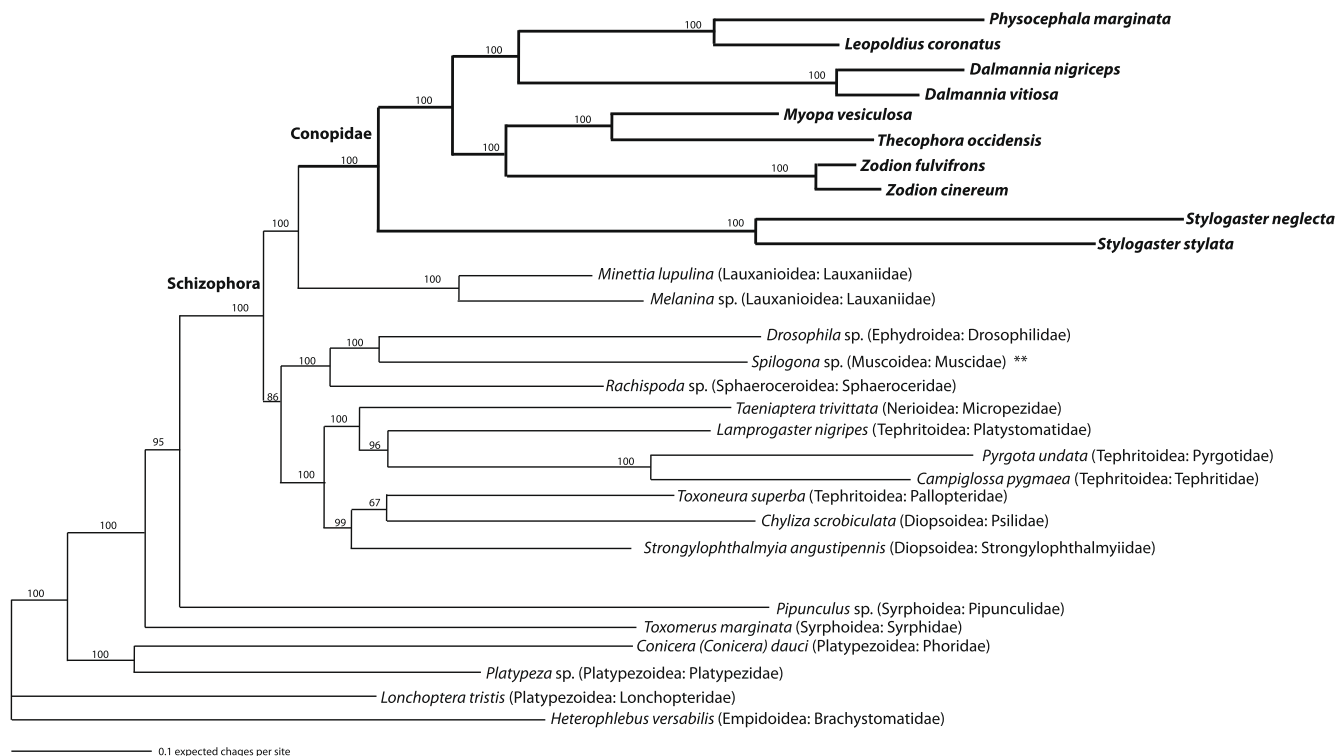 100 Physocephala marginata
Leopoldius coronatus
100
100 Dalmannia nigriceps
Dalmannia vitiosa
100
100 Myopa vesiculosa
Conopidae
Thecophora occidensis
100
100
100 Zodion fulvifrons
Zodion cinereum
100 Stylogaster neglecta
100
Stylogaster stylata
100 Minettia lupulina (Lauxanioidea: Lauxaniidae)
Schizophora
Melanina sp. (Lauxanioidea: Lauxaniidae)
100
Drosophila sp. (Ephydroidea: Drosophilidae)
100
100 Spilogona sp. (Muscoidea: Muscidae) **
Rachispoda sp. (Sphaeroceroidea: Sphaeroceridae)
86
Taeniaptera trivittata (Nerioidea: Micropezidae)
100
Lamprogaster nigripes (Tephritoidea: Platystomatidae)
95
96
Pyrgota undata (Tephritoidea: Pyrgotidae)
100
100
Campiglossa pygmaea (Tephritoidea: Tephritidae)
Toxoneura superba (Tephritoidea: Pallopteridae)
67
Chyliza scrobiculata (Diopsoidea: Psilidae)
100
99
Strongylophthalmyia angustipennis (Diopsoidea: Strongylophthalmyiidae)
100
Pipunculus sp. (Syrphoidea: Pipunculidae)
Toxomerus marginata (Syrphoidea: Syrphidae)
Conicera (Conicera) dauci (Platypezoidea: Phoridae)
100
Platypeza sp. (Platypezoidea: Platypezidae)
Lonchoptera tristis (Platypezoidea: Lonchopteridae)
Heterophlebus versabilis (Empidoidea: Brachystomatidae)
0.1 expected chages per site